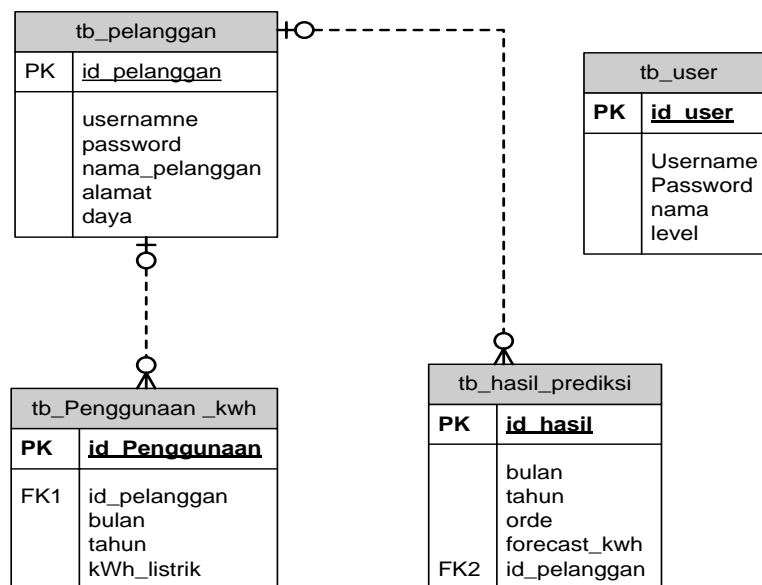 tb_pelanggan
PK id_pelanggan
usernamne
password
nama_pelanggan
alamat
daya
tb_user
PK id_user
Username
Password
nama
level
tb_Penggunaan _kwh
PK id_Penggunaan
FK1 id_pelanggan
bulan
tahun
kWh_listrik
tb_hasil_prediksi
PK id_hasil
bulan
tahun
orde
forecast_kwh
FK2 id_pelanggan